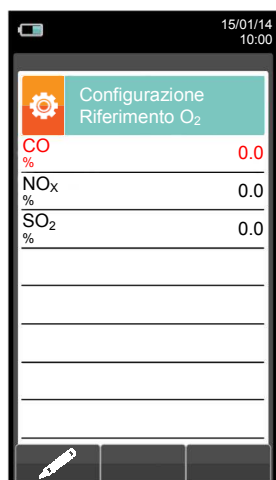 15/01/14
10:00
Configurazione
Riferimento O₂
CO 0.0
%
NOX 0.0
%
SO₂ 0.0
%